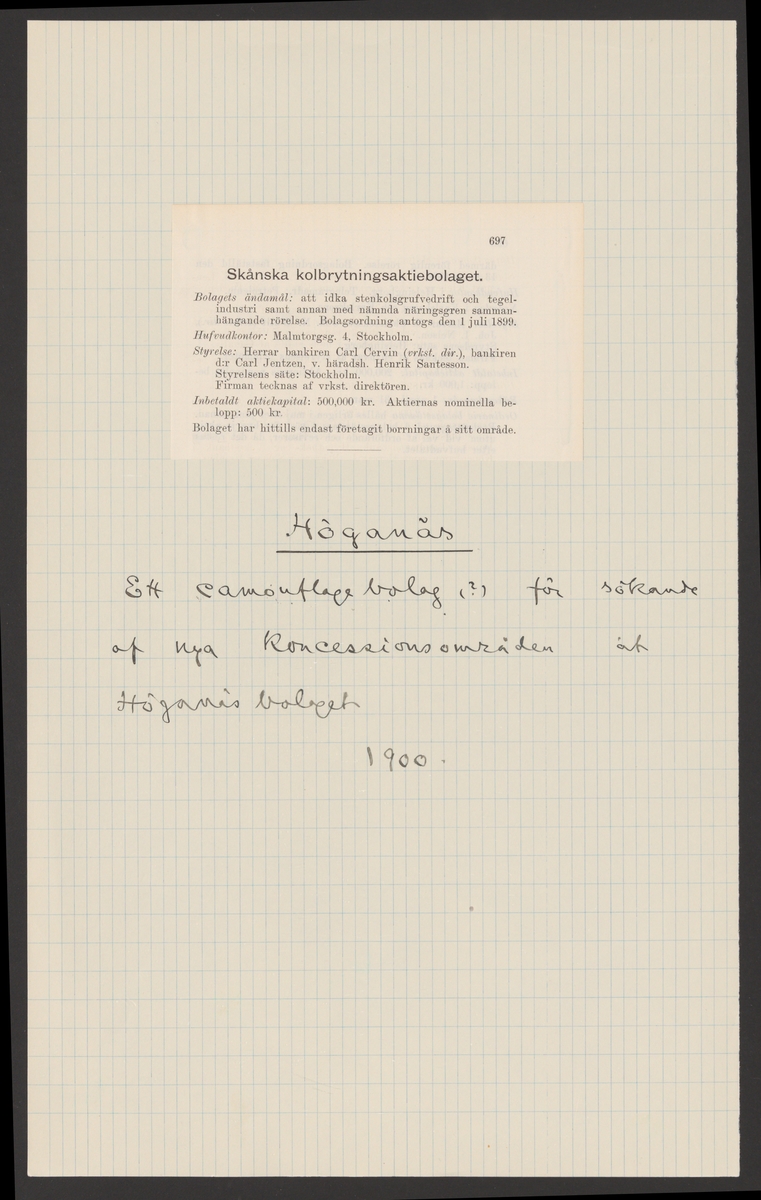 697
Skånska kolbrytningsaktiebolaget.
Bolagets ändamål: att idka stenkolsgrufvedrift och tegel-
industri samt annan med nämnda näringsgren samman-
hängande rörelse. Bolagsordning antogs den 1 juli 1899.
Hufvudkontor: Malmtorgsg. 4, Stockholm.
Styrelse: Herrar bankiren Carl Cervin (vrkst. dir.), bankiren
d:r Carl Jentzen, v. häradsh. Henrik Santesson.
Styrelsens säte: Stockholm.
Firman tecknas af vrkst. direktören.
Inbetaldt aktiekapital: 500,000 kr. Aktiernas nominella be-
lopp: 500 kr.
Bolaget har hittills endast företagit borrningar å sitt område.
Höganäs
Ett camouflage bolag (?) för sökande
af nya koncessionsområden åt
Höganäs bolaget
1900.